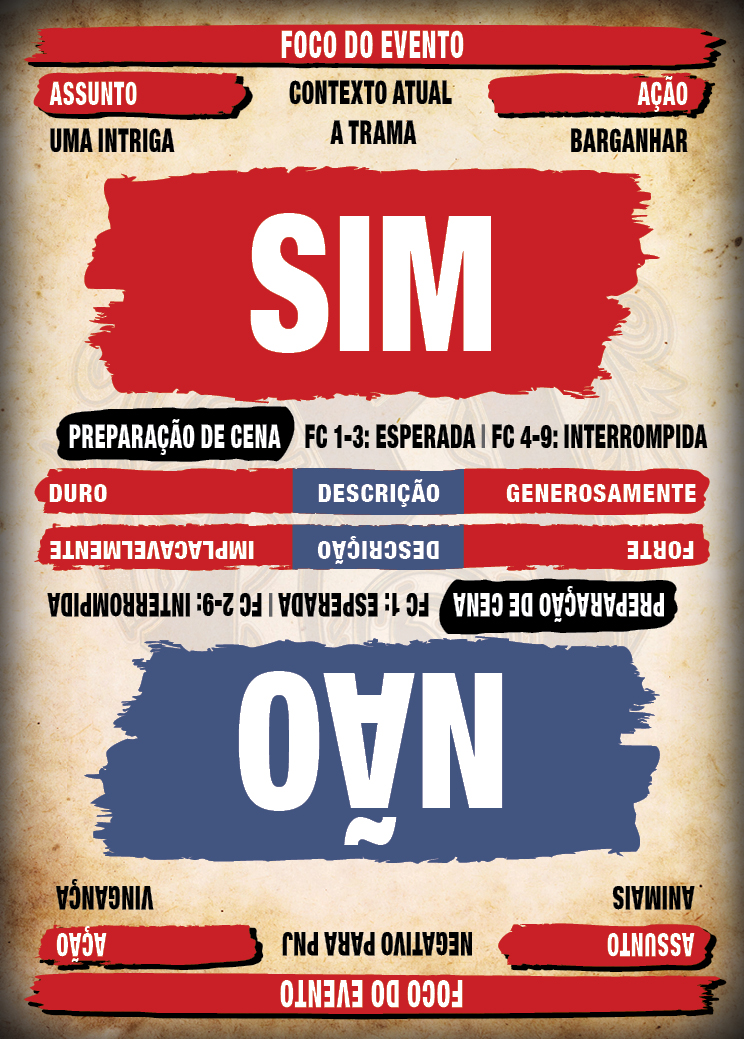 FOCO DO EVENTO
ASSUNTO CONTEXTO ATUAL AÇÃO
UMA INTRIGA A TRAMA BARGANHAR
SIM
PREPARAÇÃO DE CENA FC 1-3: ESPERADA | FC 4-9: INTERROMPIDA
DURO DESCRIÇÃO GENEROSAMENTE
FORTE DESCRIÇÃO IMPLACAVELMENTE
PREPARAÇÃO DE CENA FC 1: ESPERADA | FC 2-9: INTERROMPIDA
NÃO
ANIMAIS VINGANÇA
ASSUNTO NEGATIVO PARA PNJ AÇÃO
FOCO DO EVENTO